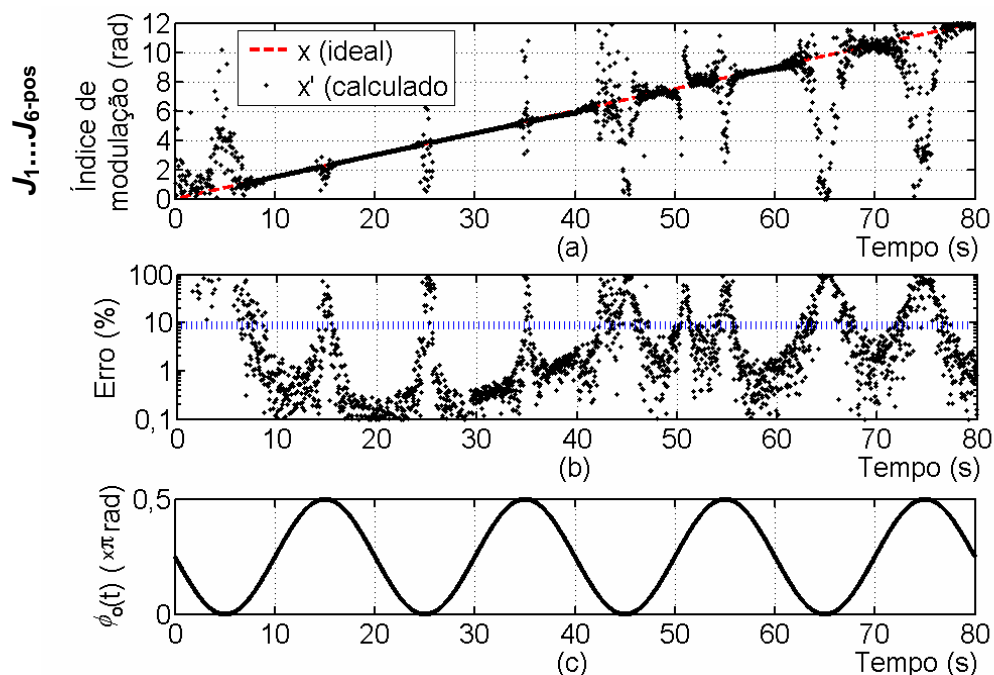 J1...J6-pos
Índice de
modulação (rad)
12
10
8
6
4
2
0
x (ideal)
x' (calculado
0 10 20 30 40 50 60 70 80
(a)
Tempo (s)
Erro (%)
100
10
1
0,1
0 10 20 30 40 50 60 70 80
(b)
Tempo (s)
ϕo(t) ( xπ rad)
0,5
0
0 10 20 30 40 50 60 70 80
(c)
Tempo (s)